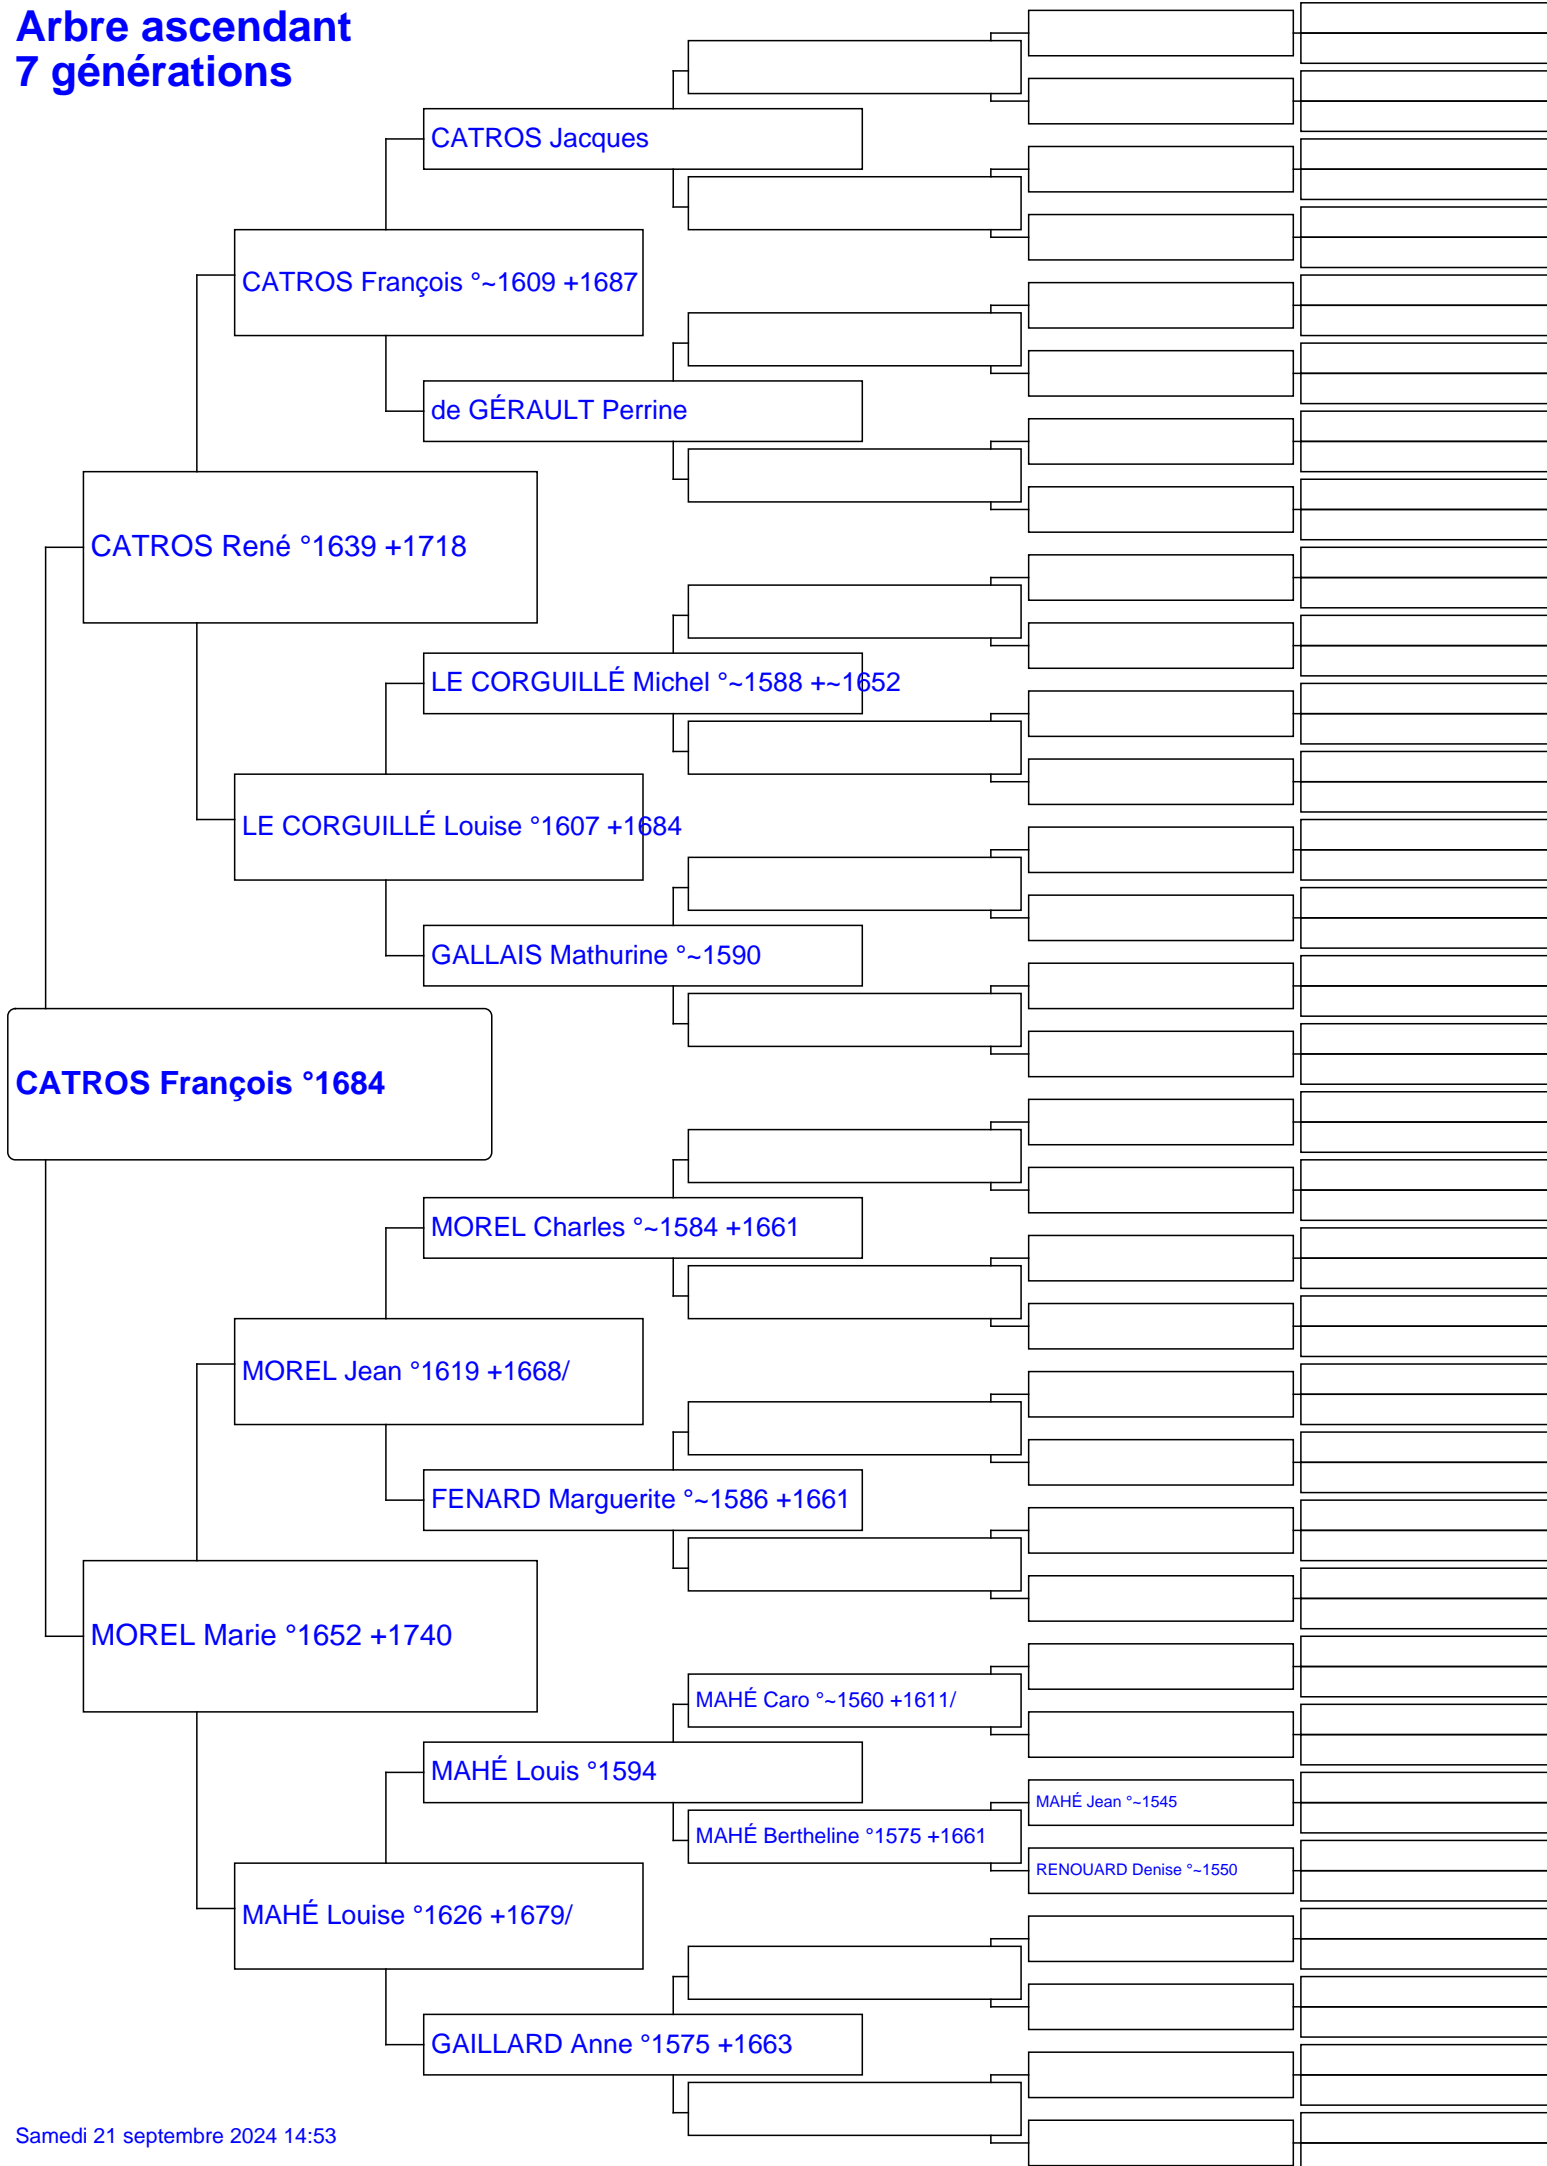 Arbre ascendant
7 générations
CATROS Jacques
CATROS François °~1609 +1687
de GÉRAULT Perrine
CATROS René °1639 +1718
LE CORGUILLÉ Michel °~1588 +~1652
LE CORGUILLÉ Louise °1607 +1684
GALLAIS Mathurine °~1590
CATROS François °1684
MOREL Charles °~1584 +1661
MOREL Jean °1619 +1668/
FENARD Marguerite °~1586 +1661
MOREL Marie °1652 +1740
MAHÉ Caro °~1560 +1611/
MAHÉ Louis °1594
MAHÉ Jean °~1545
MAHÉ Bertheline °1575 +1661
RENOUARD Denise °~1550
MAHÉ Louise °1626 +1679/
GAILLARD Anne °1575 +1663
Samedi 21 septembre 2024 14:53